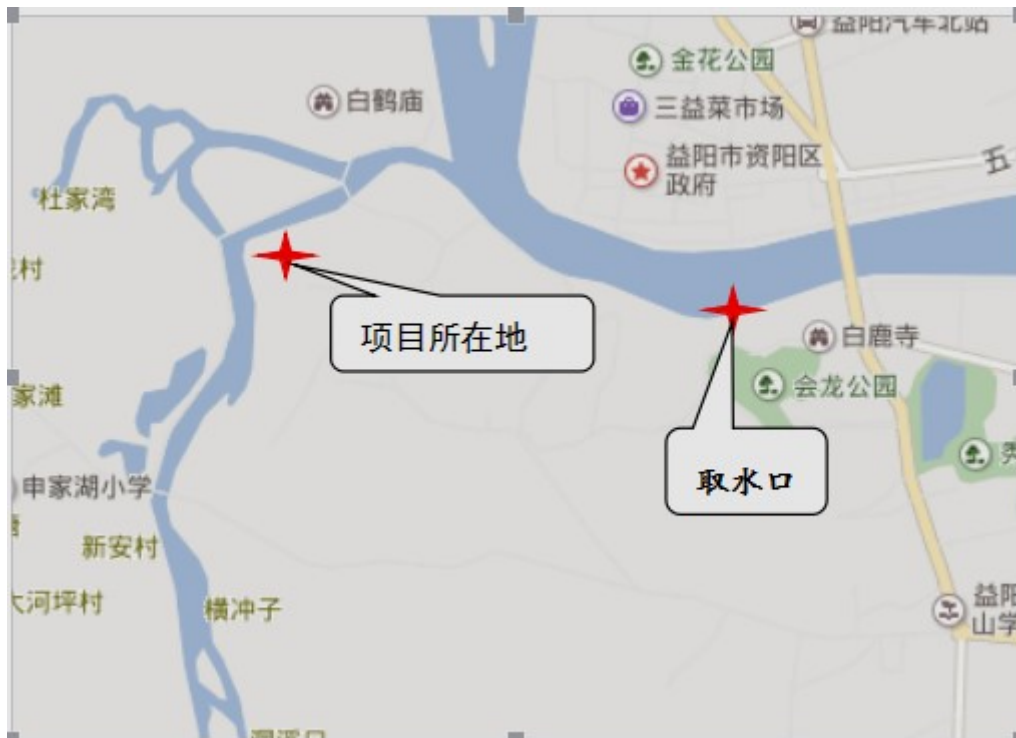 益阳汽车北站
金花公园
白鹤庙
三益菜市场
益阳市资阳区
政府
五
杜家湾
村
项目所在地
白鹿寺
家滩
会龙公园
申家湖小学
取水口
新安村
大河坪村
横冲子
益阳
山学